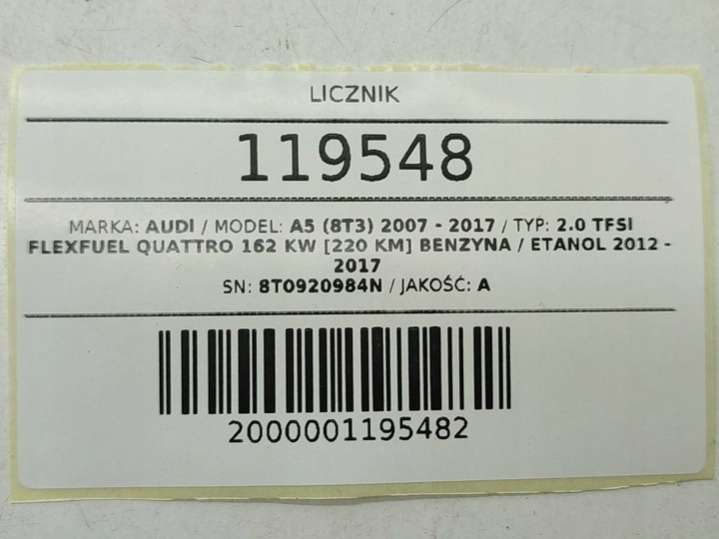 LICZNIK
119548
MARKA: AUDI / MODEL: A5 (8T3) 2007 - 2017 / TYP: 2.0 TFSI
FLEXFUEL QUATTRO 162 KW [220 KM] BENZYNA / ETANOL 2012 -
2017
SN: 8T0920984N / JAKOŚĆ: A
2000001195482